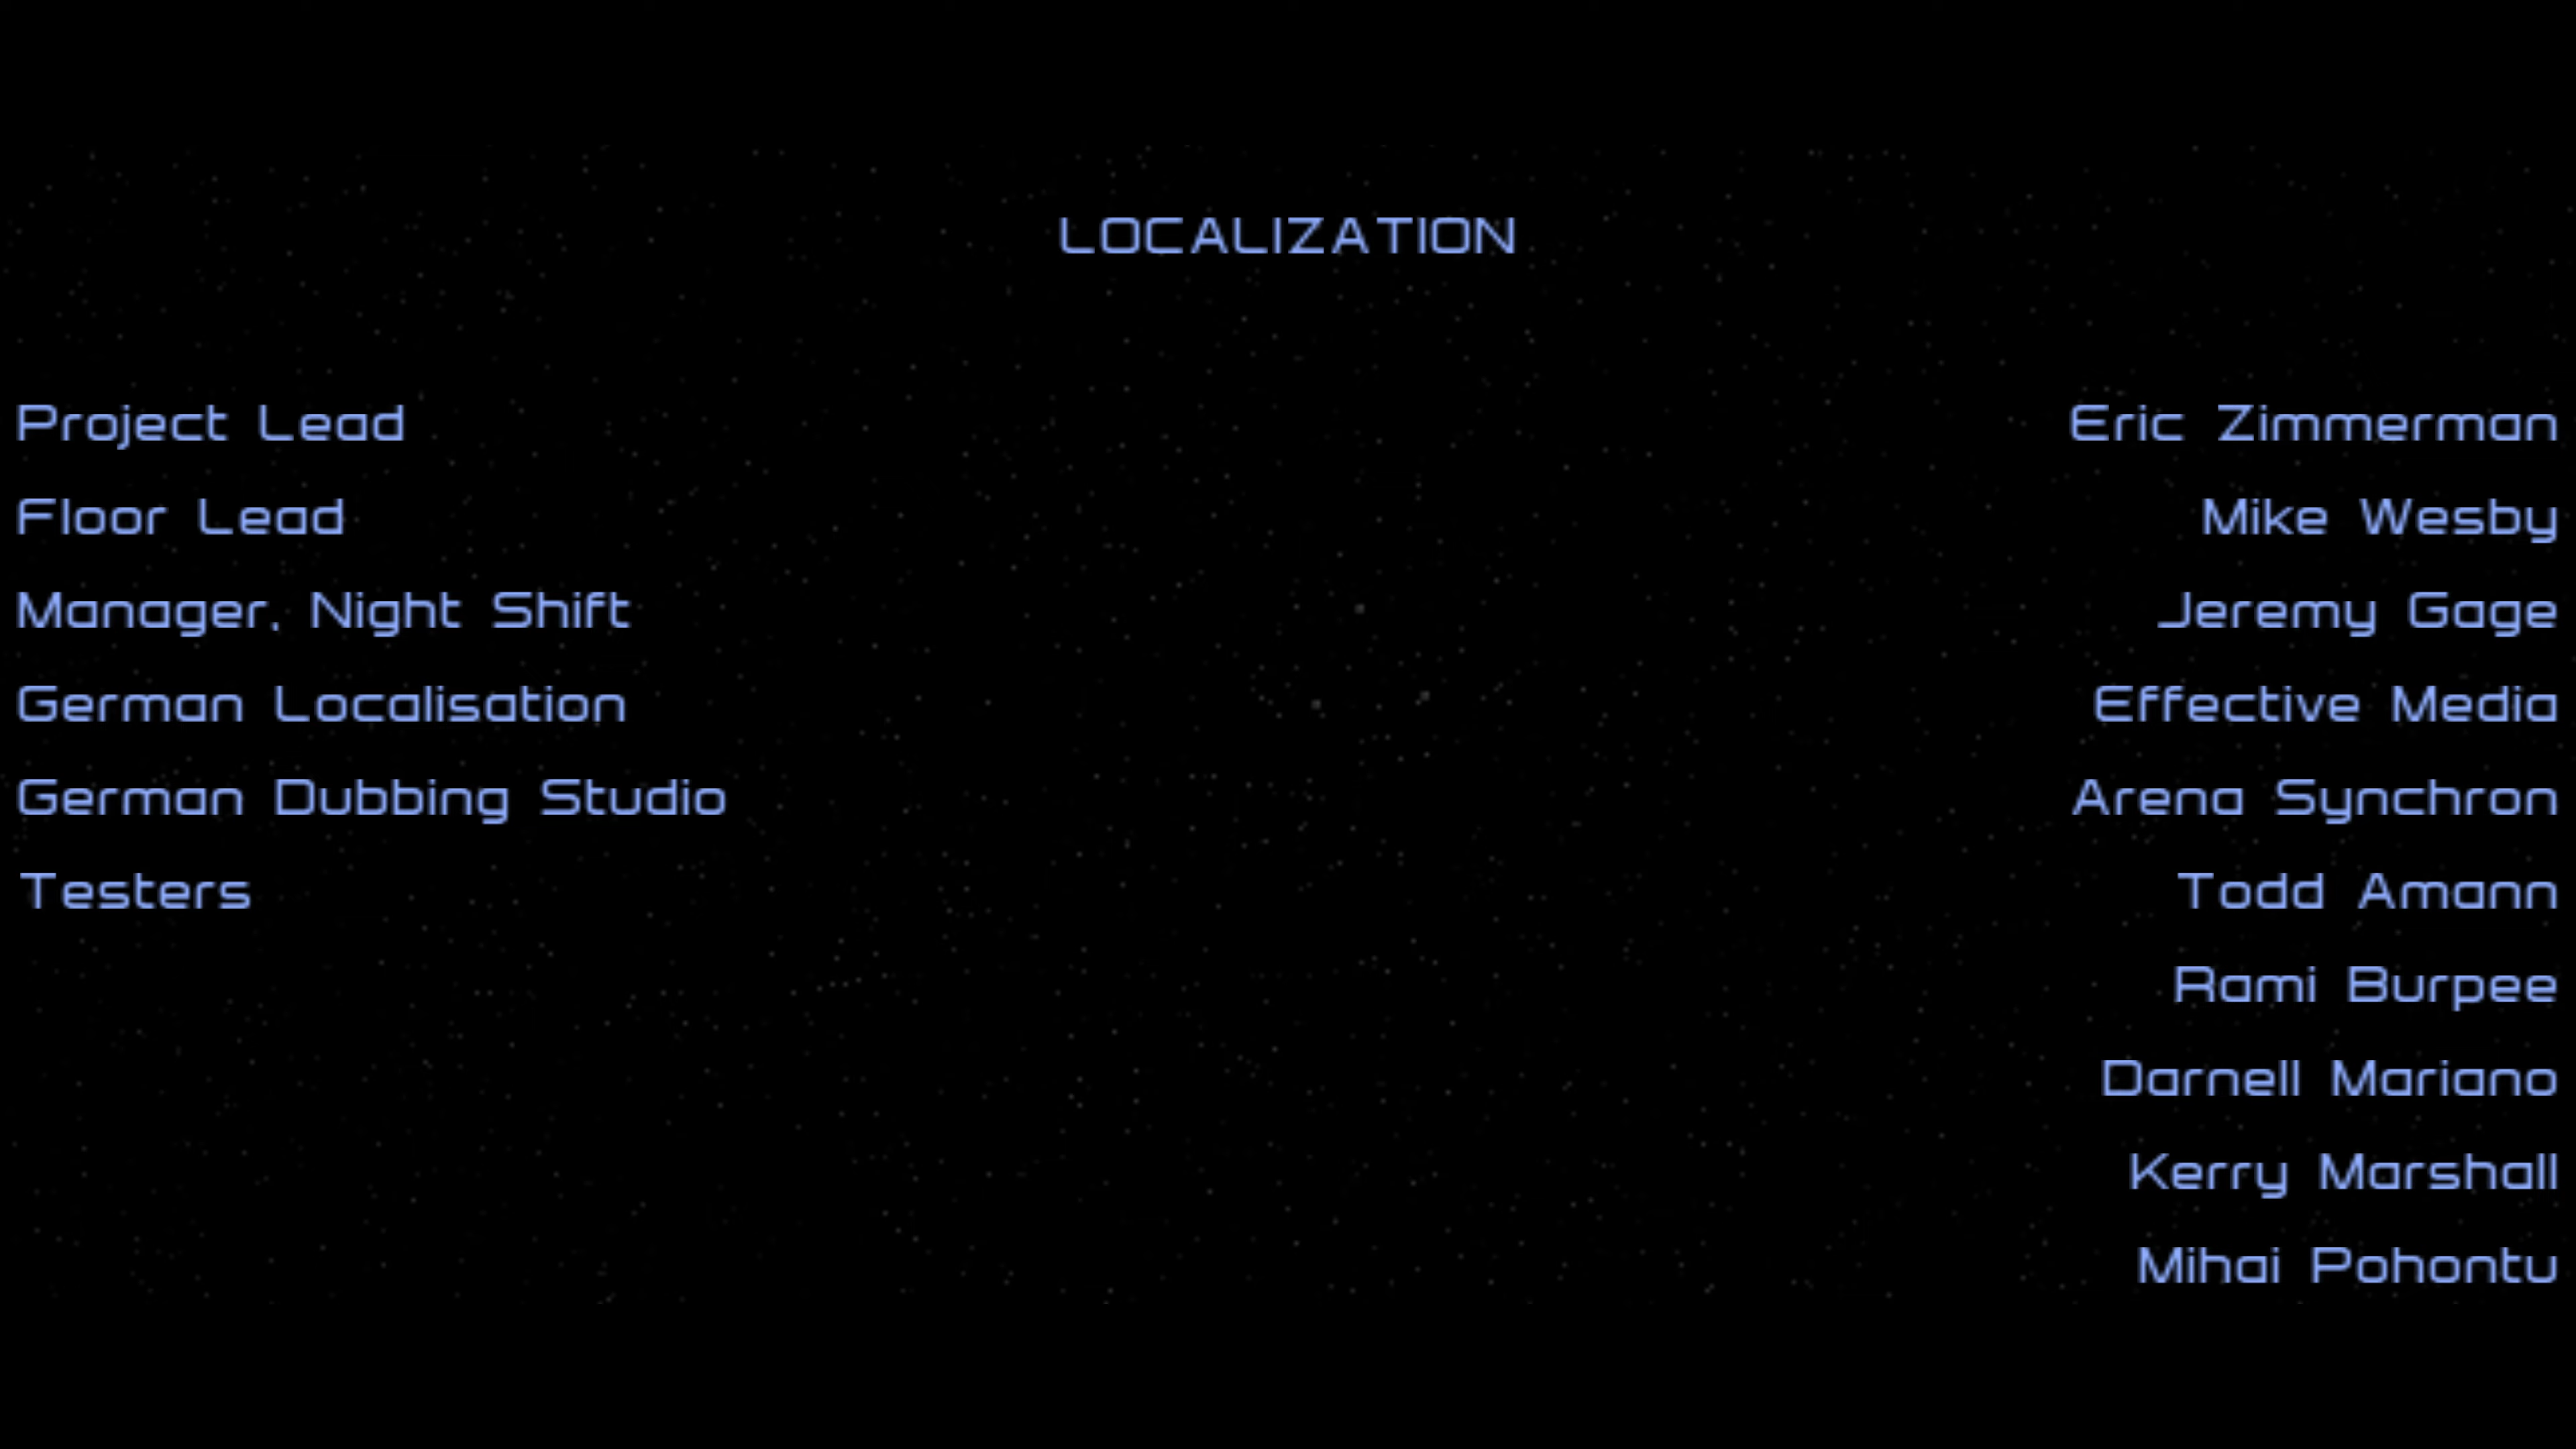 LOCALIZATION
Project Lead Eric Zimmerman
Floor Lead Mike Wesby
Manager, Night Shift Jeremy Gage
German Localisation Effective Media
German Dubbing Studio Arena Synchron
Testers Todd Amann
Rami Burpee
Darnell Mariano
Kerry Marshall
Mihai Pohontu